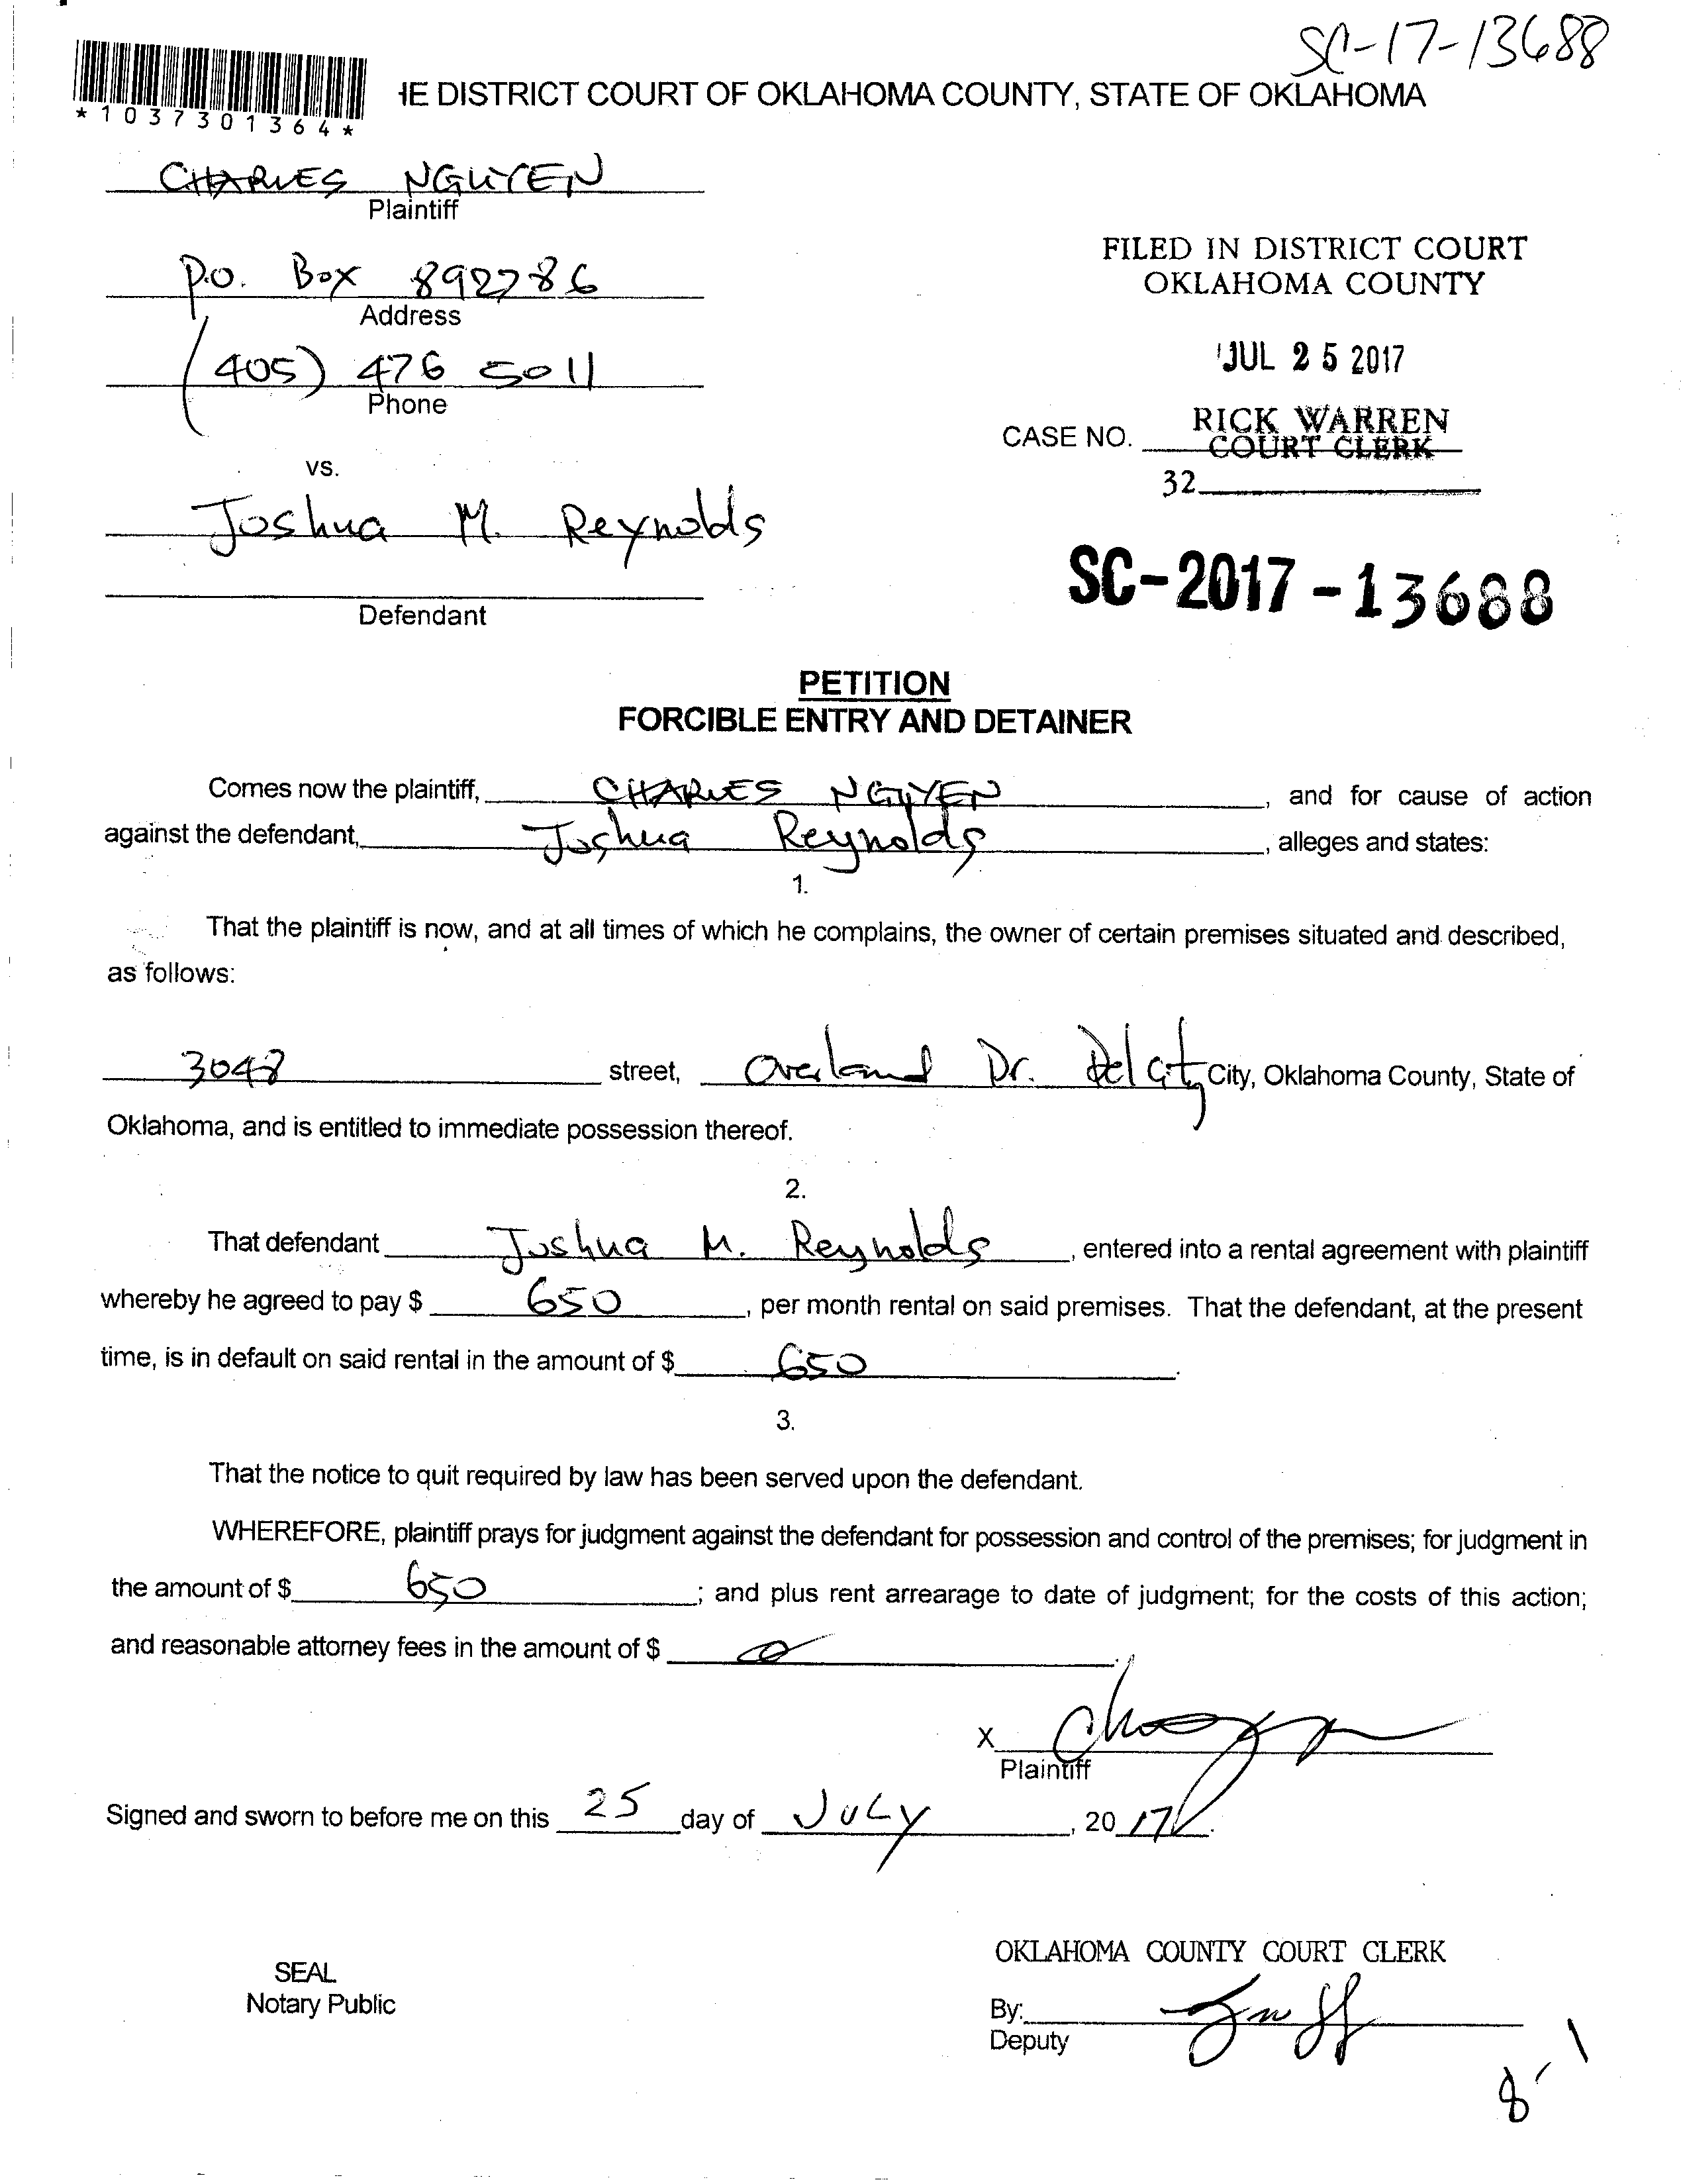 SC-17-13688
*1037301364*
HE DISTRICT COURT OF OKLAHOMA COUNTY, STATE OF OKLAHOMA
CHARLES NGUYEN
Plaintiff
P.O. Box 892786
Address
(405) 476 5011
Phone
vs.
Joshua M. Reynolds
Defendant
FILED IN DISTRICT COURT
OKLAHOMA COUNTY
JUL 25 2017
RICK WARREN
CASE NO. COURT CLERK
32
SC-2017-13688
PETITION
FORCIBLE ENTRY AND DETAINER
Comes now the plaintiff, CHARLES NGUYEN, and for cause of action
against the defendant, Joshua Reynolds, alleges and states:
1.
That the plaintiff is now, and at all times of which he complains, the owner of certain premises situated and described,
as follows:
3048 street, Overland Dr. Del City City, Oklahoma County, State of
Oklahoma, and is entitled to immediate possession thereof.
2.
That defendant Joshua M. Reynolds, entered into a rental agreement with plaintiff
whereby he agreed to pay $ 650, per month rental on said premises. That the defendant, at the present
time, is in default on said rental in the amount of $ 650.
3.
That the notice to quit required by law has been served upon the defendant.
WHEREFORE, plaintiff prays for judgment against the defendant for possession and control of the premises; for judgment in
the amount of $ 650; and plus rent arrearage to date of judgment; for the costs of this action;
and reasonable attorney fees in the amount of $ 0.
X
Plaintiff
Signed and sworn to before me on this 25 day of JULY, 2017.
SEAL
Notary Public
OKLAHOMA COUNTY COURT CLERK
By:
Deputy